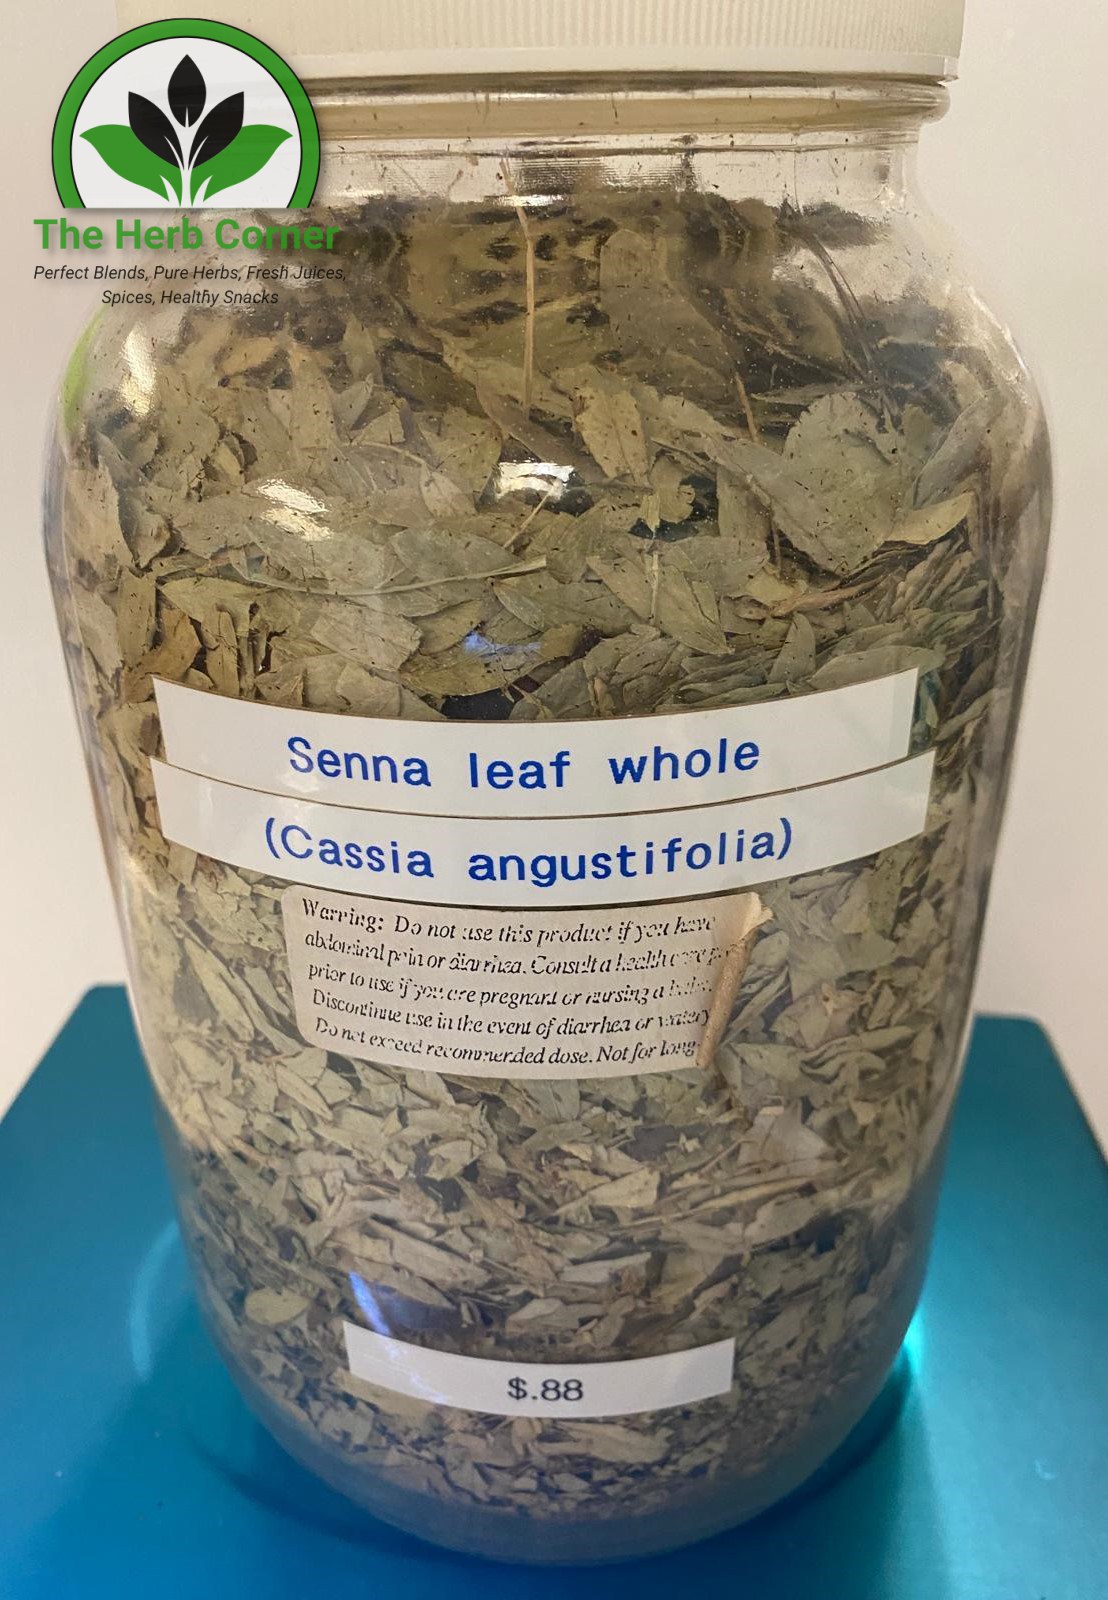 The Herb Corner
Perfect Blends, Pure Herbs, Fresh Juices,
Spices, Healthy Snacks
Senna leaf whole
(Cassia angustifolia)
Warning: Do not use this product if you have
abdominal pain or diarrhea. Consult a health care
prior to use if you are pregnant or nursing a
Discontinue use in the event of diarrhea or watery
Do not exceed recommended dose. Not for long-
$.88